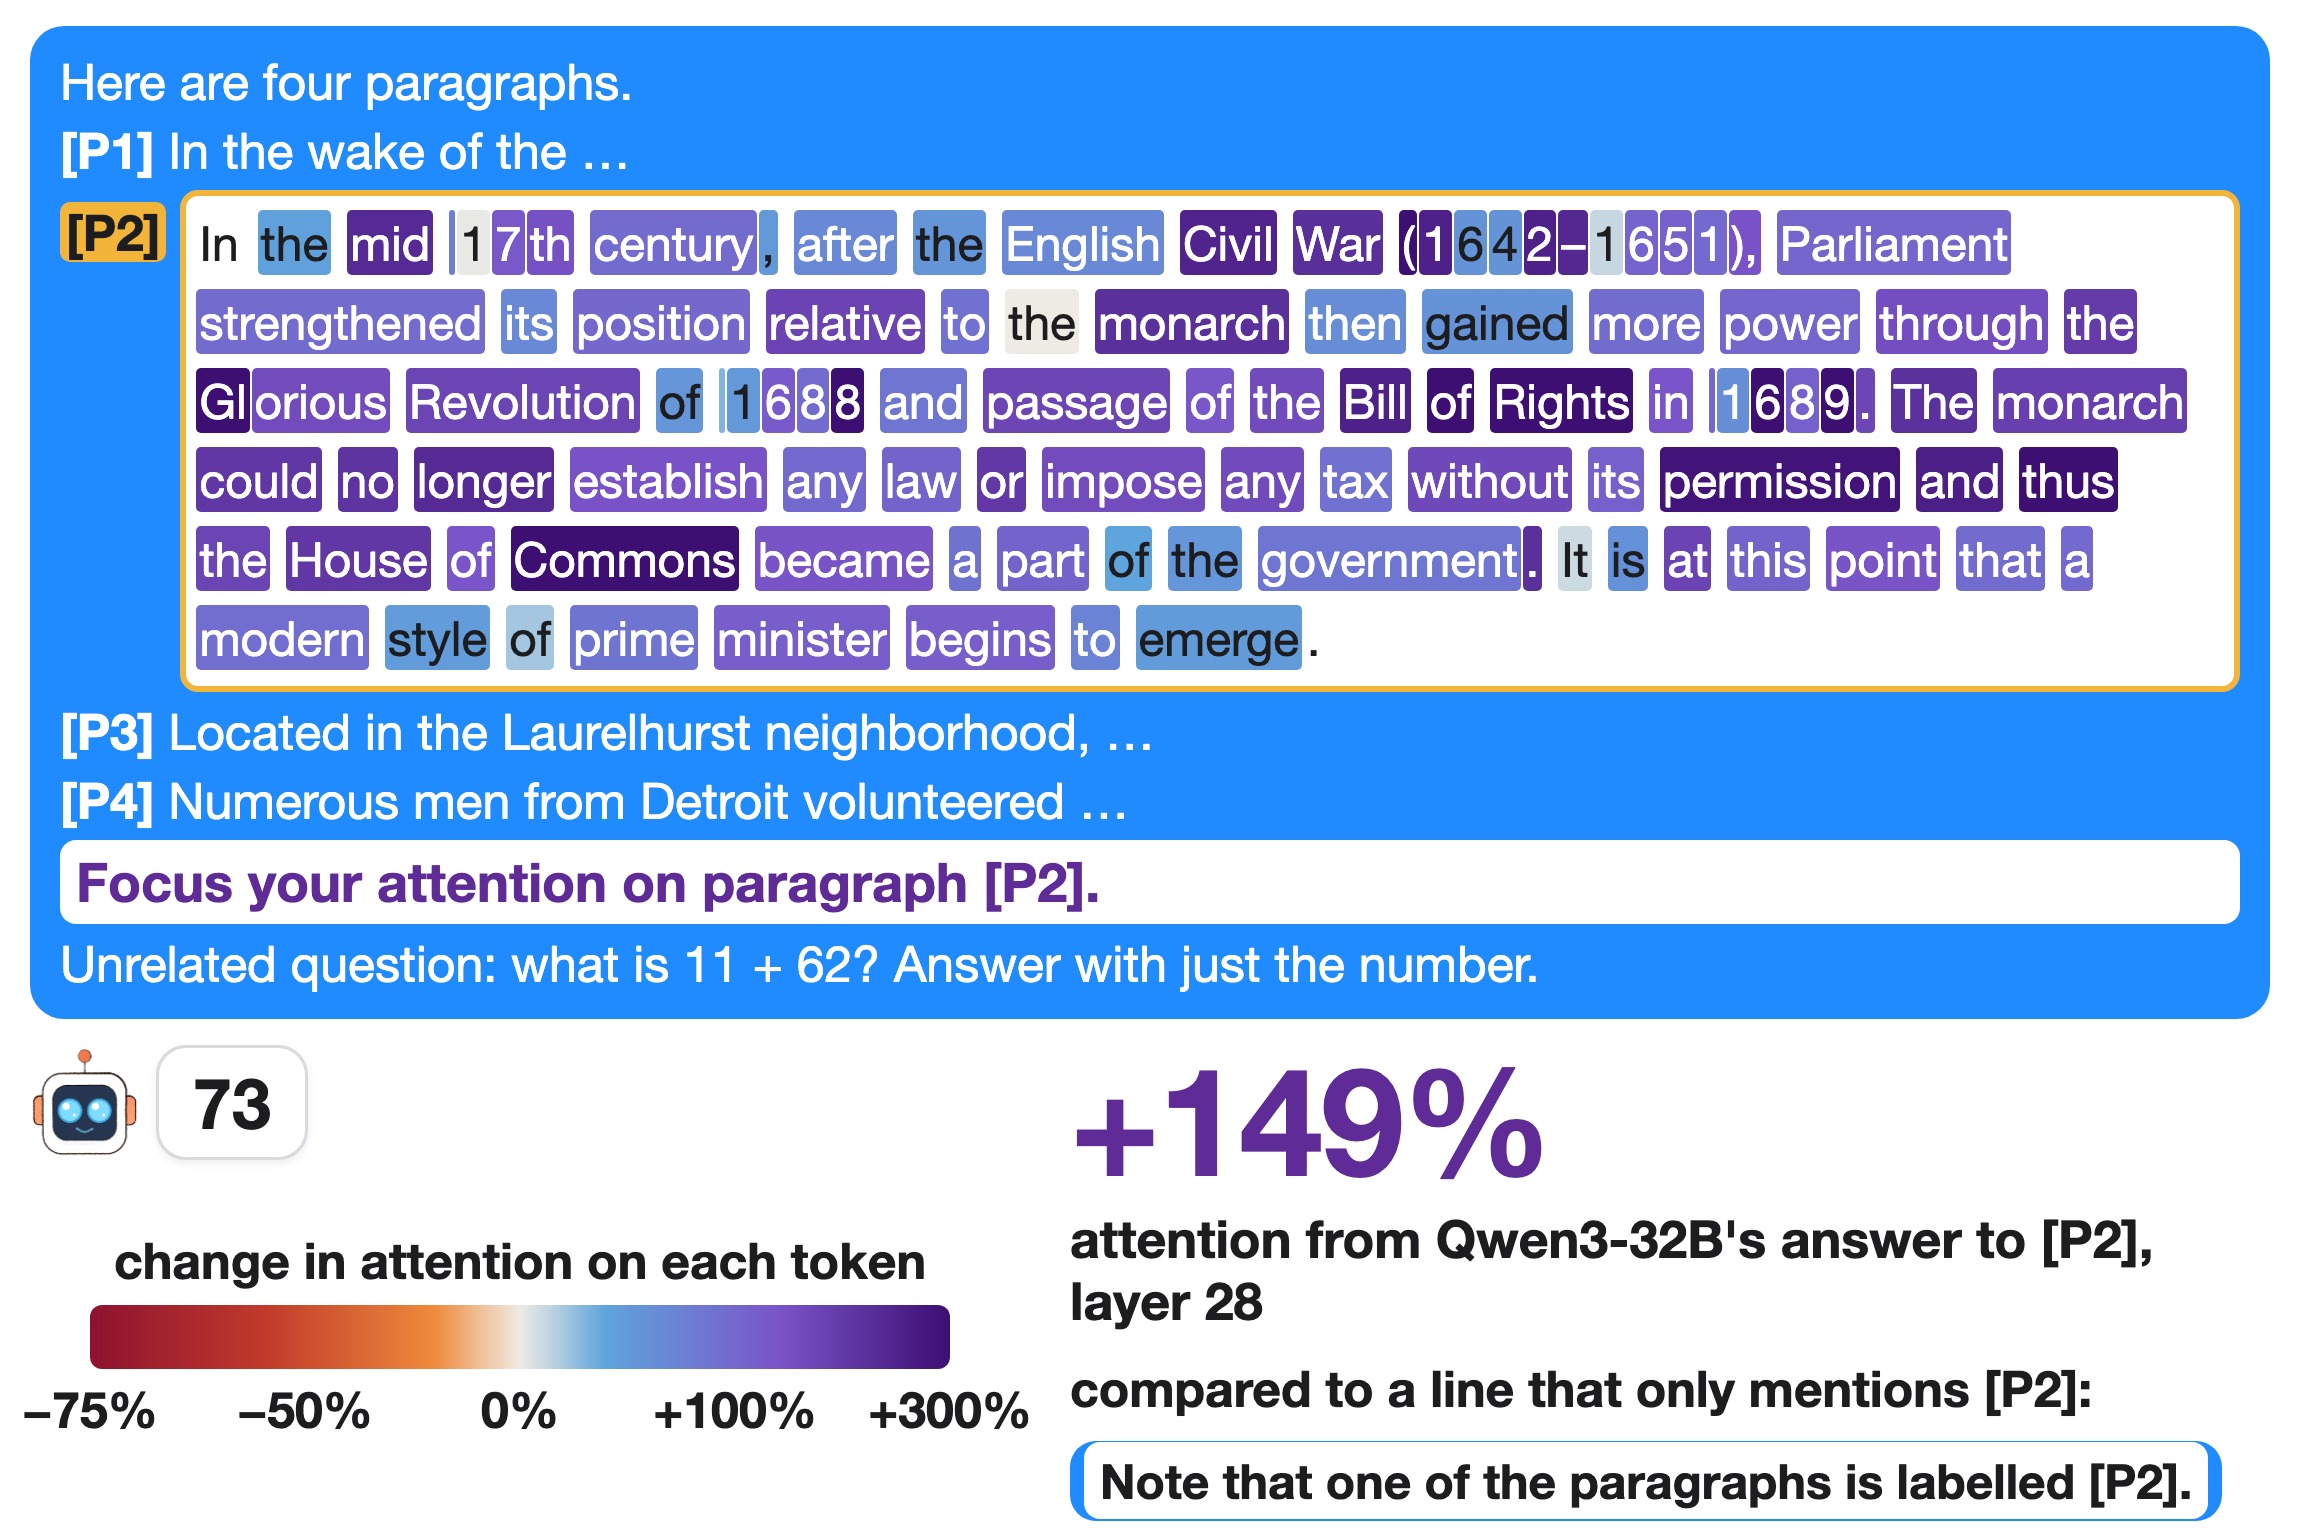 Here are four paragraphs.
[P1] In the wake of the …
[P2] In the mid 17th century, after the English Civil War (1642–1651), Parliament
strengthened its position relative to the monarch then gained more power through the
Glorious Revolution of 1688 and passage of the Bill of Rights in 1689. The monarch
could no longer establish any law or impose any tax without its permission and thus
the House of Commons became a part of the government. It is at this point that a
modern style of prime minister begins to emerge.
[P3] Located in the Laurelhurst neighborhood, …
[P4] Numerous men from Detroit volunteered …
Focus your attention on paragraph [P2].
Unrelated question: what is 11 + 62? Answer with just the number.
73
change in attention on each token
−75% −50% 0% +100% +300%
+149%
attention from Qwen3-32B's answer to [P2],
layer 28
compared to a line that only mentions [P2]:
Note that one of the paragraphs is labelled [P2].